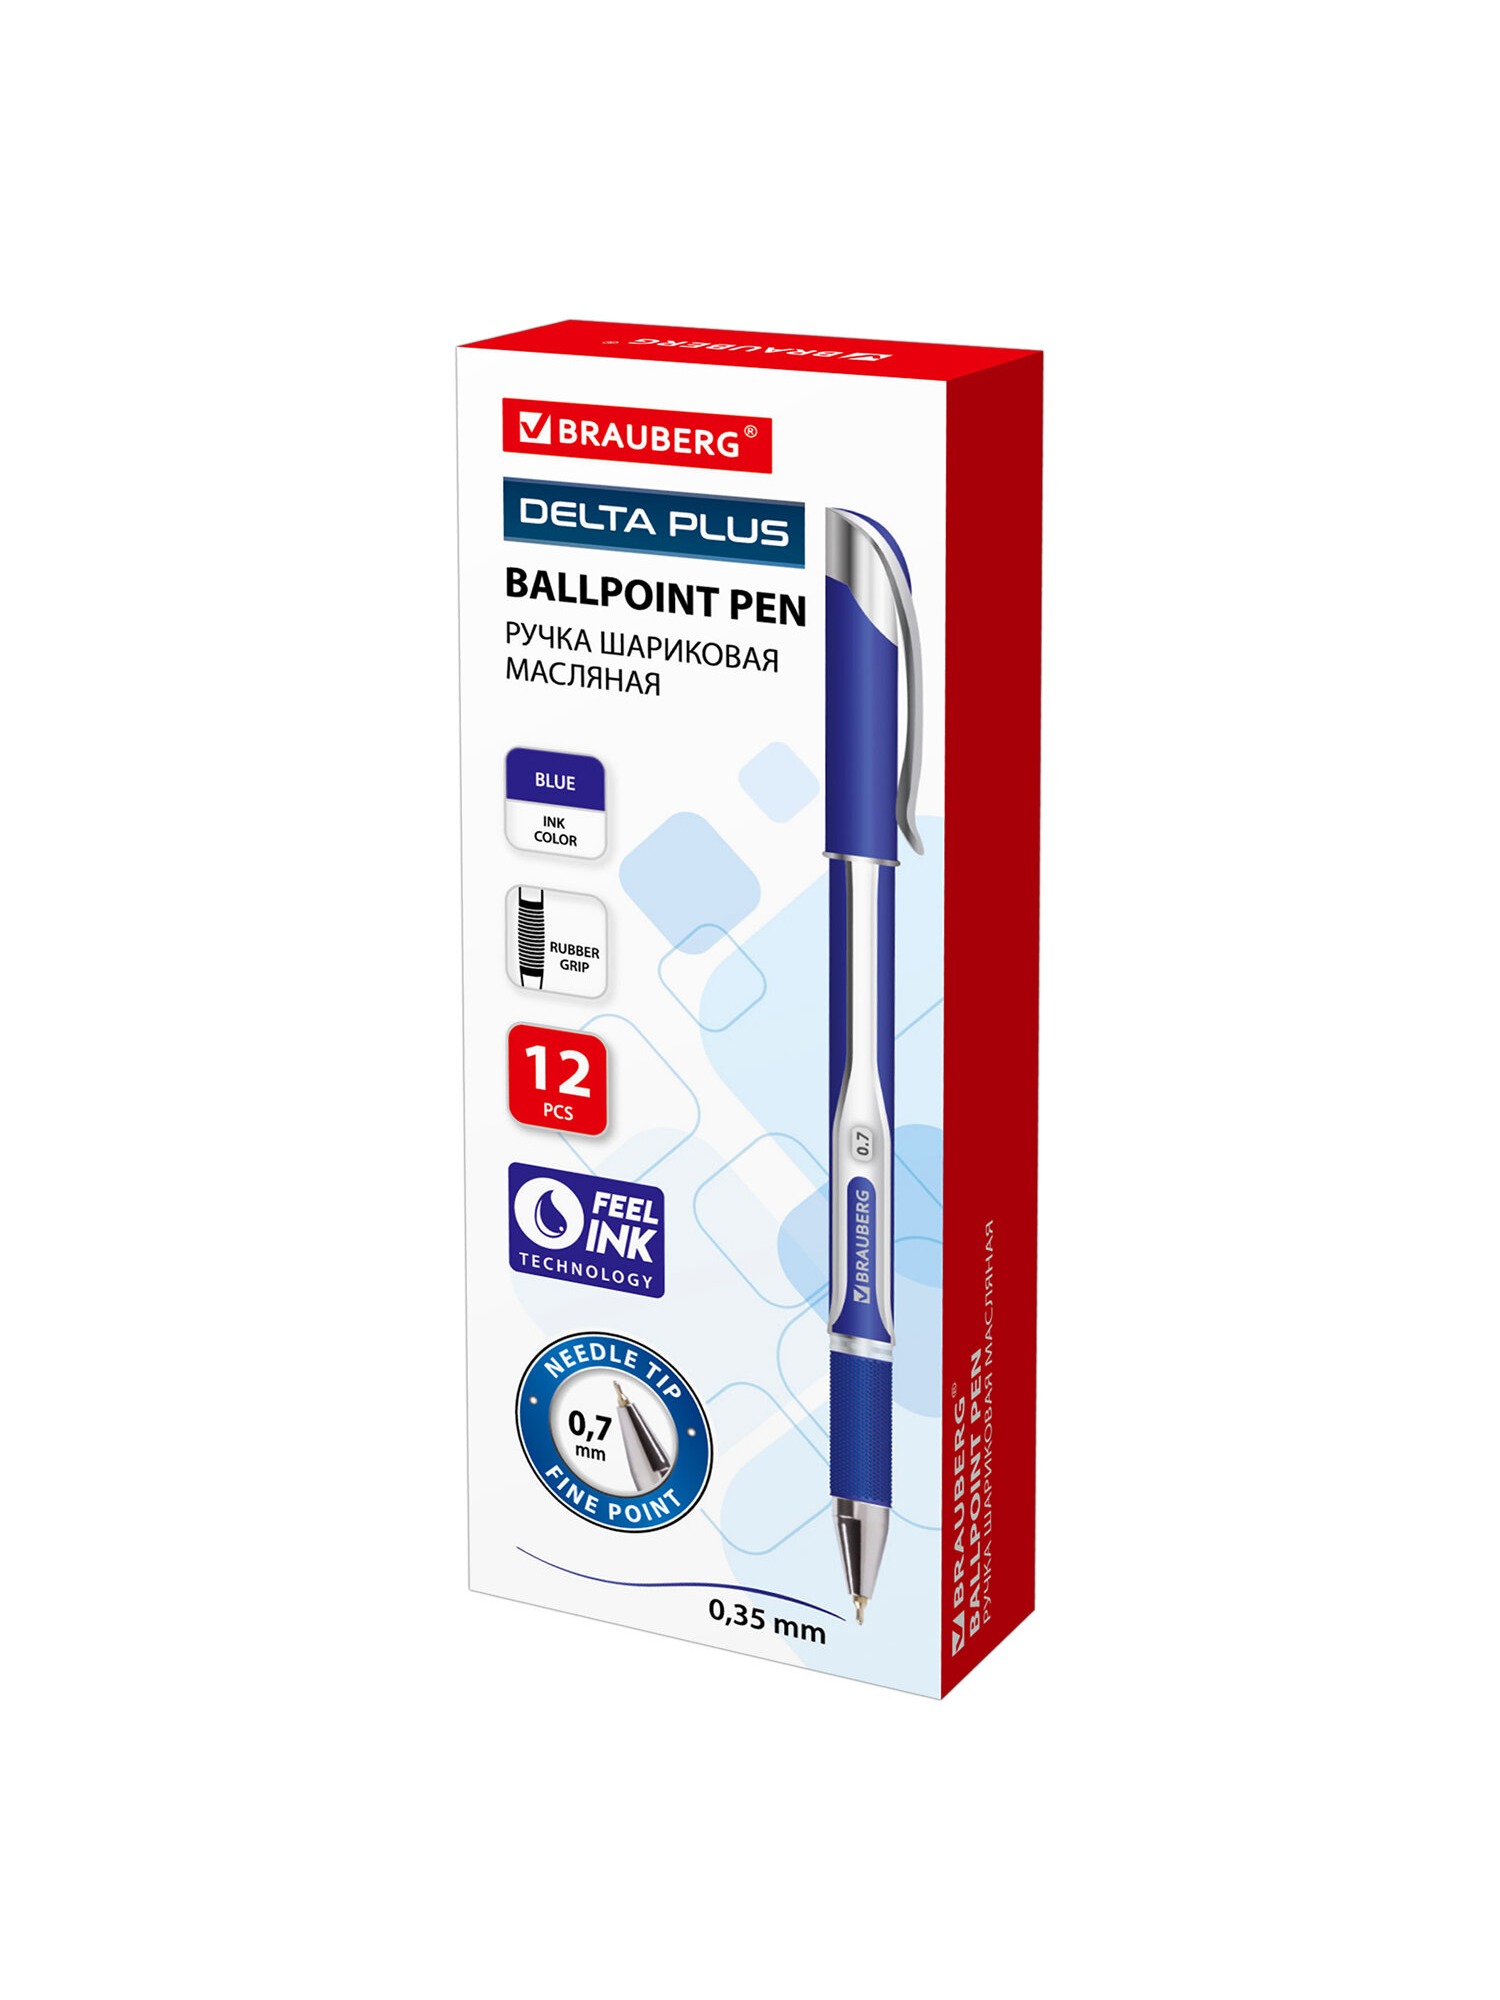 BRAUBERG®
BRAUBERG®
DELTA PLUS
BALLPOINT PEN
РУЧКА ШАРИКОВАЯ
МАСЛЯНАЯ
BLUE
INK
COLOR
RUBBER
GRIP
12
PCS
FEEL
INK
TECHNOLOGY
NEEDLE TIP
0,7
mm
FINE POINT
0,35 mm
0.7
BRAUBERG
BRAUBERG®
BALLPOINT PEN
РУЧКА ШАРИКОВАЯ МАСЛЯНАЯ